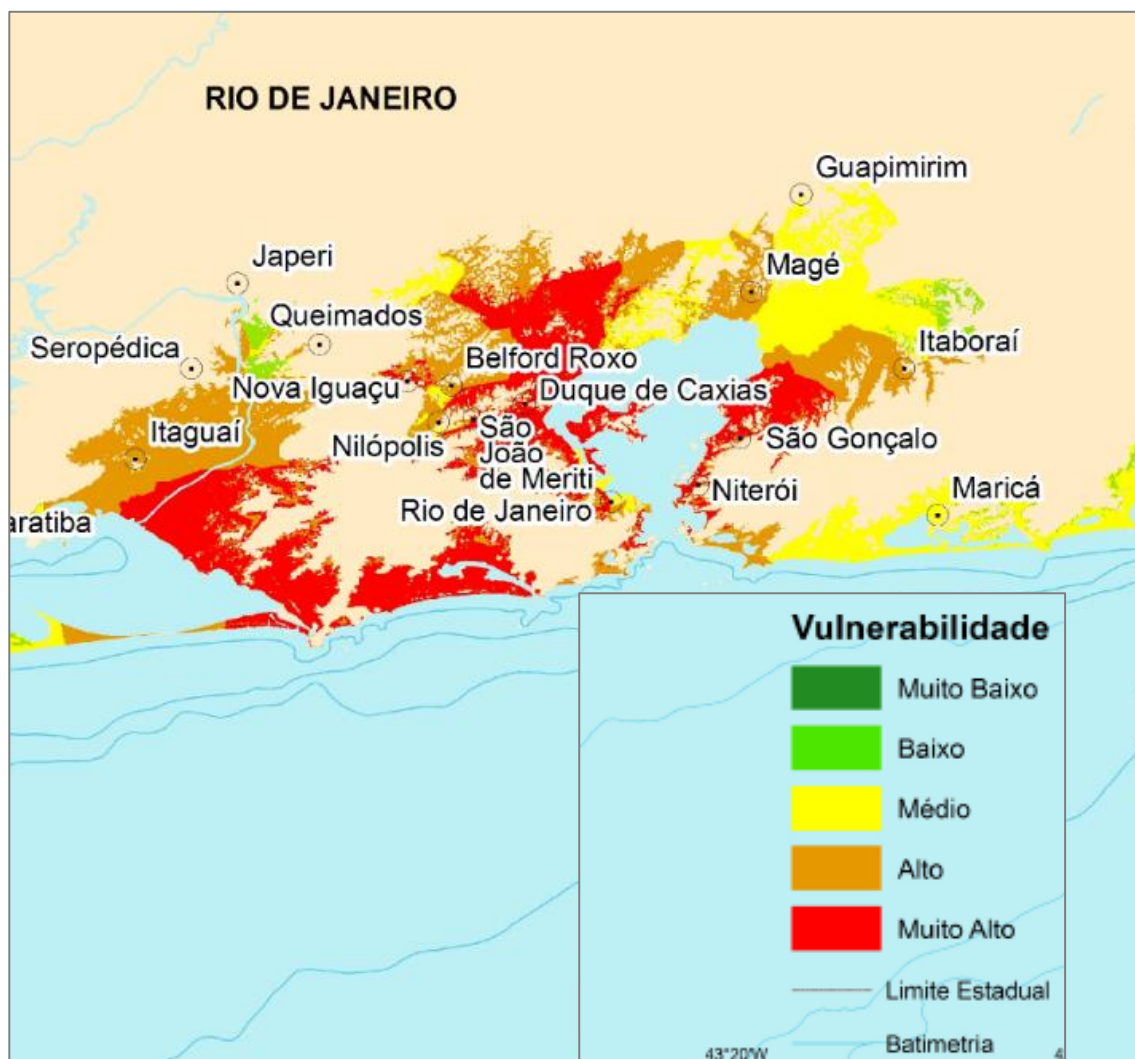 RIO DE JANEIRO
Guapimirim
Japeri
Magé
Queimados
Seropédica
Itaboraí
Belford Roxo
Nova Iguaçu
Duque de Caxias
Itaguaí
Nilópolis
São
João
de Meriti
São Gonçalo
Rio de Janeiro
Niterói
Maricá
aratiba
Vulnerabilidade
Muito Baixo
Baixo
Médio
Alto
Muito Alto
Limite Estadual
Batimetria
43°20'W
4